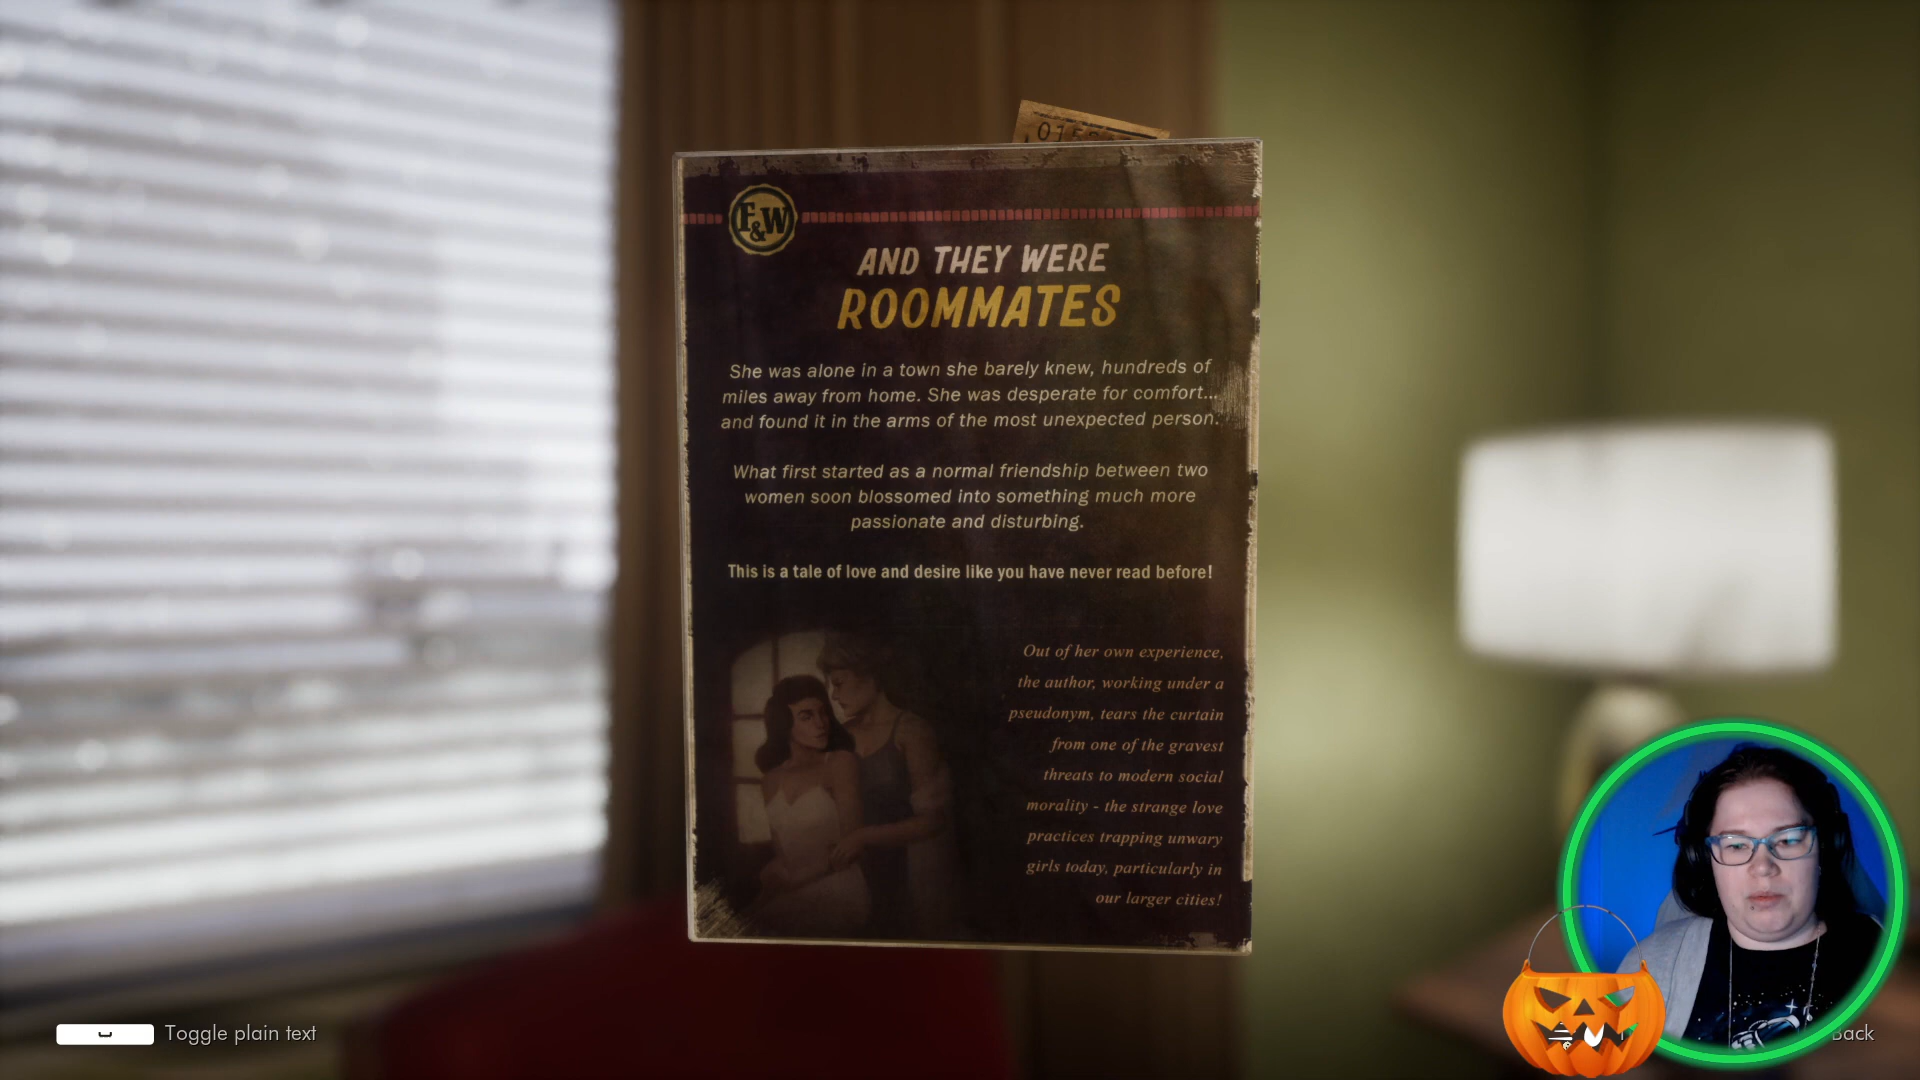 F&W
AND THEY WERE
ROOMMATES
She was alone in a town she barely knew, hundreds of
miles away from home. She was desperate for comfort...
and found it in the arms of the most unexpected person.
What first started as a normal friendship between two
women soon blossomed into something much more
passionate and disturbing.
This is a tale of love and desire like you have never read before!
Out of her own experience,
the author, working under a
pseudonym, tears the curtain
from one of the gravest
threats to modern social
morality - the strange love
practices trapping unwary
girls today, particularly in
our larger cities!
Toggle plain text
Back